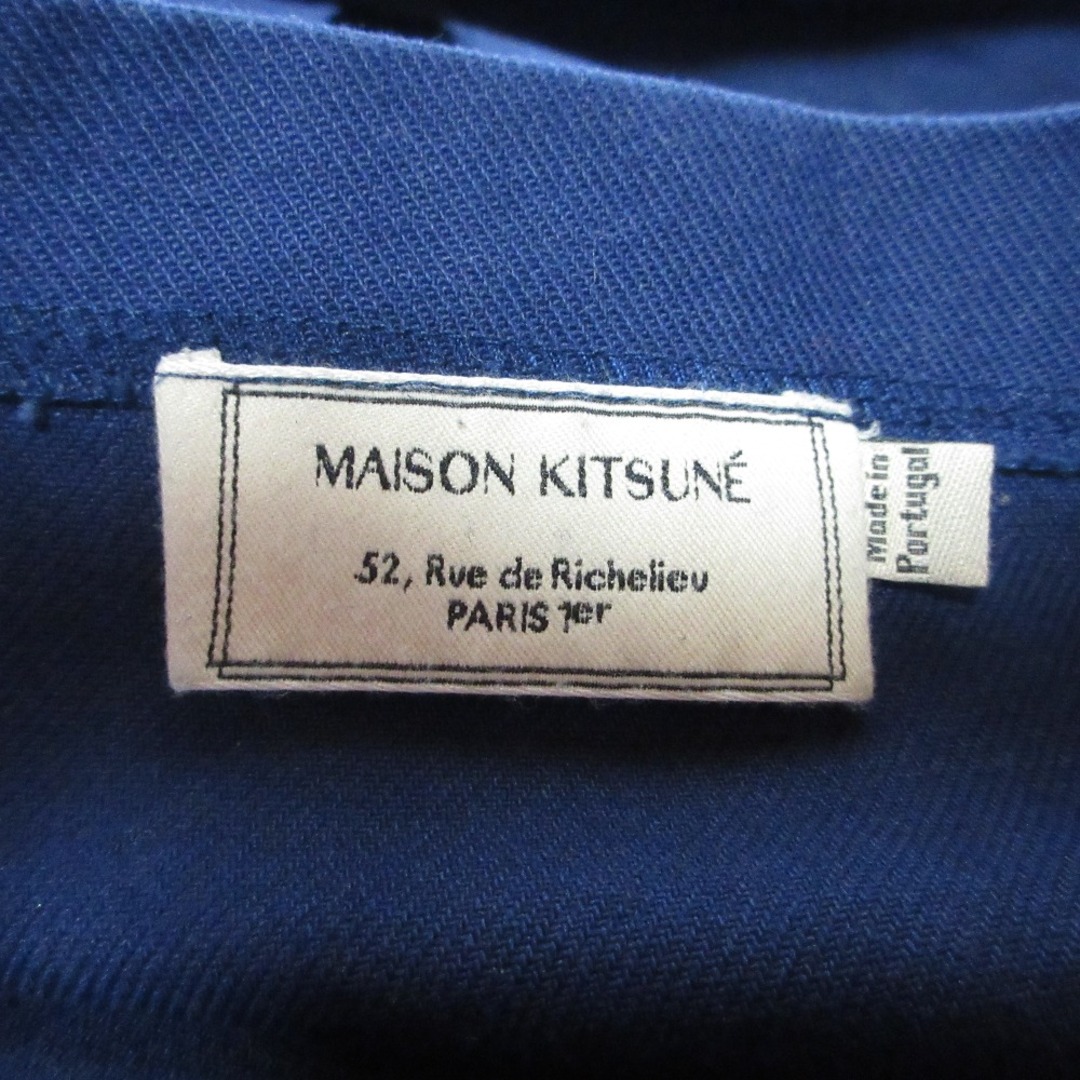 MAISON KITSUNÉ
52, Rue de Richelieu
PARIS 1er
Made in
Portugal